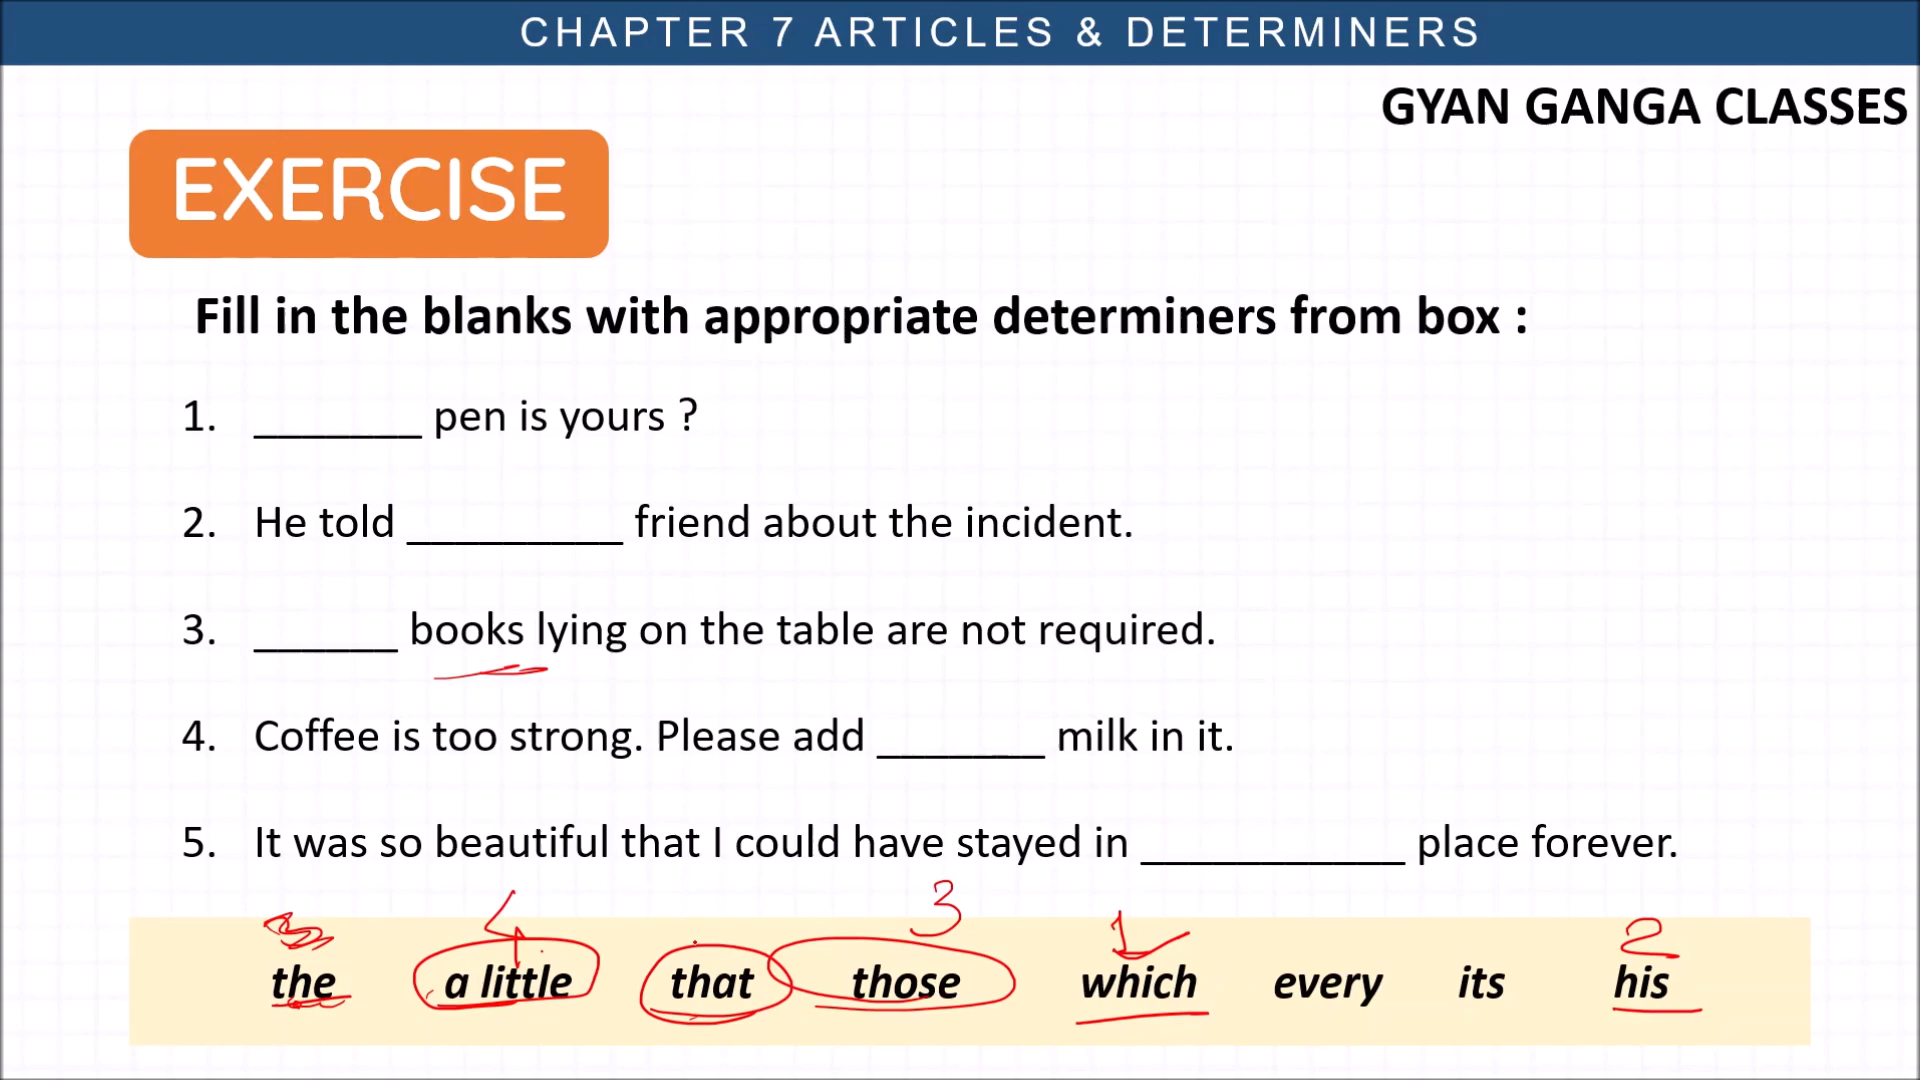 CHAPTER 7 ARTICLES & DETERMINERS
GYAN GANGA CLASSES
EXERCISE
Fill in the blanks with appropriate determiners from box :
1. _______ pen is yours ?
2. He told _________ friend about the incident.
3. ______ books lying on the table are not required.
4. Coffee is too strong. Please add _______ milk in it.
5. It was so beautiful that I could have stayed in ___________ place forever.
4 3 1 2
the a little that those which every its his